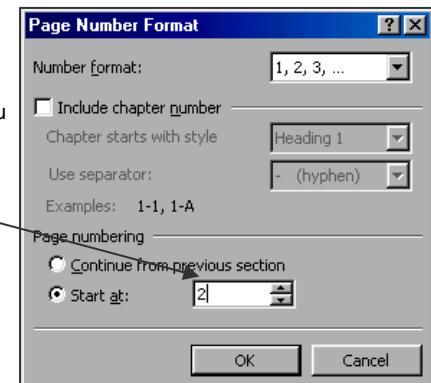 Page Number Format
Number format: 1, 2, 3, ...
u
Include chapter number
Chapter starts with style Heading 1
Use separator: - (hyphen)
Examples: 1-1, 1-A
Page numbering
Continue from previous section
Start at: 2
OK Cancel